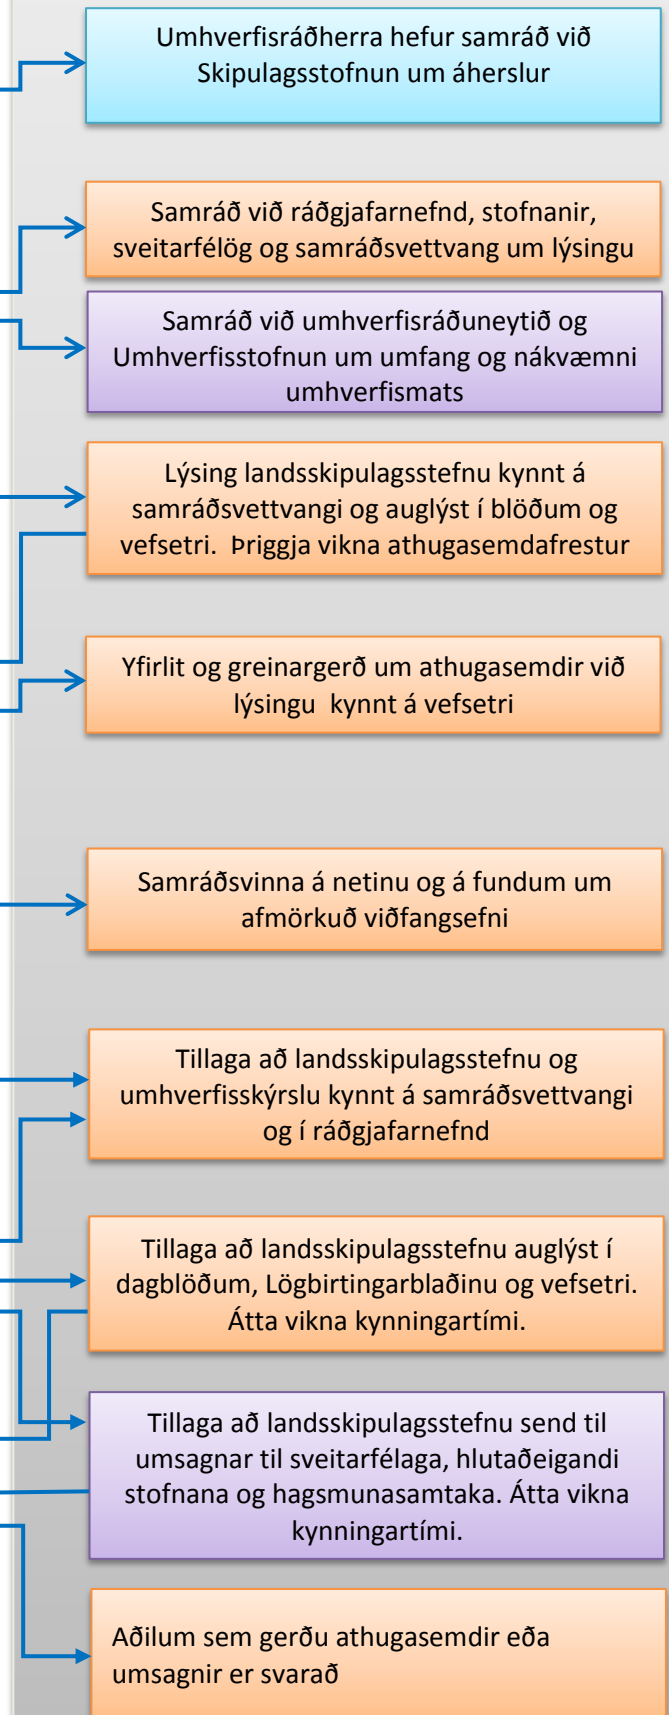 Umhverfisráðherra hefur samráð við
Skipulagsstofnun um áherslur
Samráð við ráðgjafarnefnd, stofnanir,
sveitarfélög og samráðsvettvang um lýsingu
Samráð við umhverfisráðuneytið og
Umhverfisstofnun um umfang og nákvæmni
umhverfismats
Lýsing landsskipulagsstefnu kynnt á
samráðsvettvangi og auglýst í blöðum og
vefsetri. Þriggja vikna athugasemdafrestur
Yfirlit og greinargerð um athugasemdir við
lýsingu kynnt á vefsetri
Samráðsvinna á netinu og á fundum um
afmörkuð viðfangsefni
Tillaga að landsskipulagsstefnu og
umhverfisskýrslu kynnt á samráðsvettvangi
og í ráðgjafarnefnd
Tillaga að landsskipulagsstefnu auglýst í
dagblöðum, Lögbirtingarblaðinu og vefsetri.
Átta vikna kynningartími.
Tillaga að landsskipulagsstefnu send til
umsagnar til sveitarfélaga, hlutaðeigandi
stofnana og hagsmunasamtaka. Átta vikna
kynningartími.
Aðilum sem gerðu athugasemdir eða
umsagnir er svarað